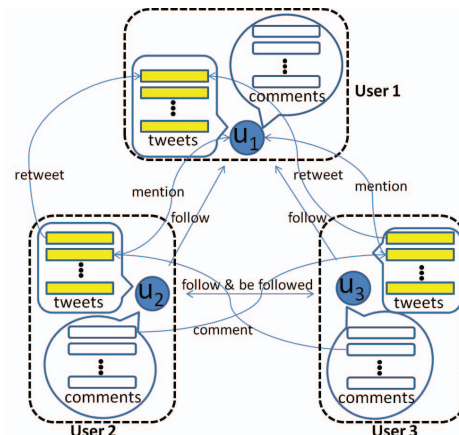 comments
User 1
u1
tweets
retweet
retweet
mention
mention
follow
follow
tweets
u2
follow & be followed
u3
tweets
comment
comments
comments
User 2
User 3